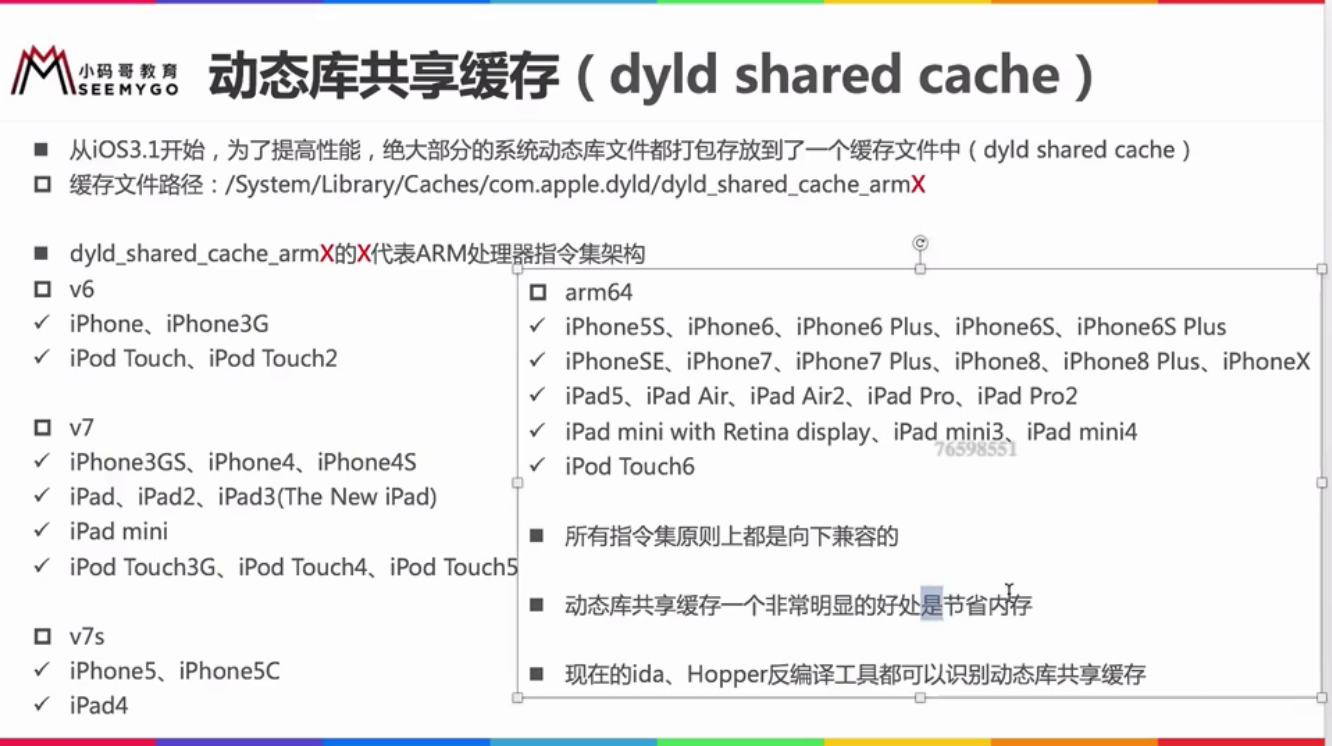 小码哥教育
SEEMYGO
动态库共享缓存（dyld shared cache）
从iOS3.1开始，为了提高性能，绝大部分的系统动态库文件都打包存放到了一个缓存文件中（dyld shared cache）
缓存文件路径：/System/Library/Caches/com.apple.dyld/dyld_shared_cache_armX
dyld_shared_cache_armX的X代表ARM处理器指令集架构
v6
iPhone、iPhone3G
iPod Touch、iPod Touch2
v7
iPhone3GS、iPhone4、iPhone4S
iPad、iPad2、iPad3(The New iPad)
iPad mini
iPod Touch3G、iPod Touch4、iPod Touch5
v7s
iPhone5、iPhone5C
iPad4
arm64
iPhone5S、iPhone6、iPhone6 Plus、iPhone6S、iPhone6S Plus
iPhoneSE、iPhone7、iPhone7 Plus、iPhone8、iPhone8 Plus、iPhoneX
iPad5、iPad Air、iPad Air2、iPad Pro、iPad Pro2
iPad mini with Retina display、iPad mini3、iPad mini4
76598551
iPod Touch6
所有指令集原则上都是向下兼容的
动态库共享缓存一个非常明显的好处是节省内存
现在的ida、Hopper反编译工具都可以识别动态库共享缓存